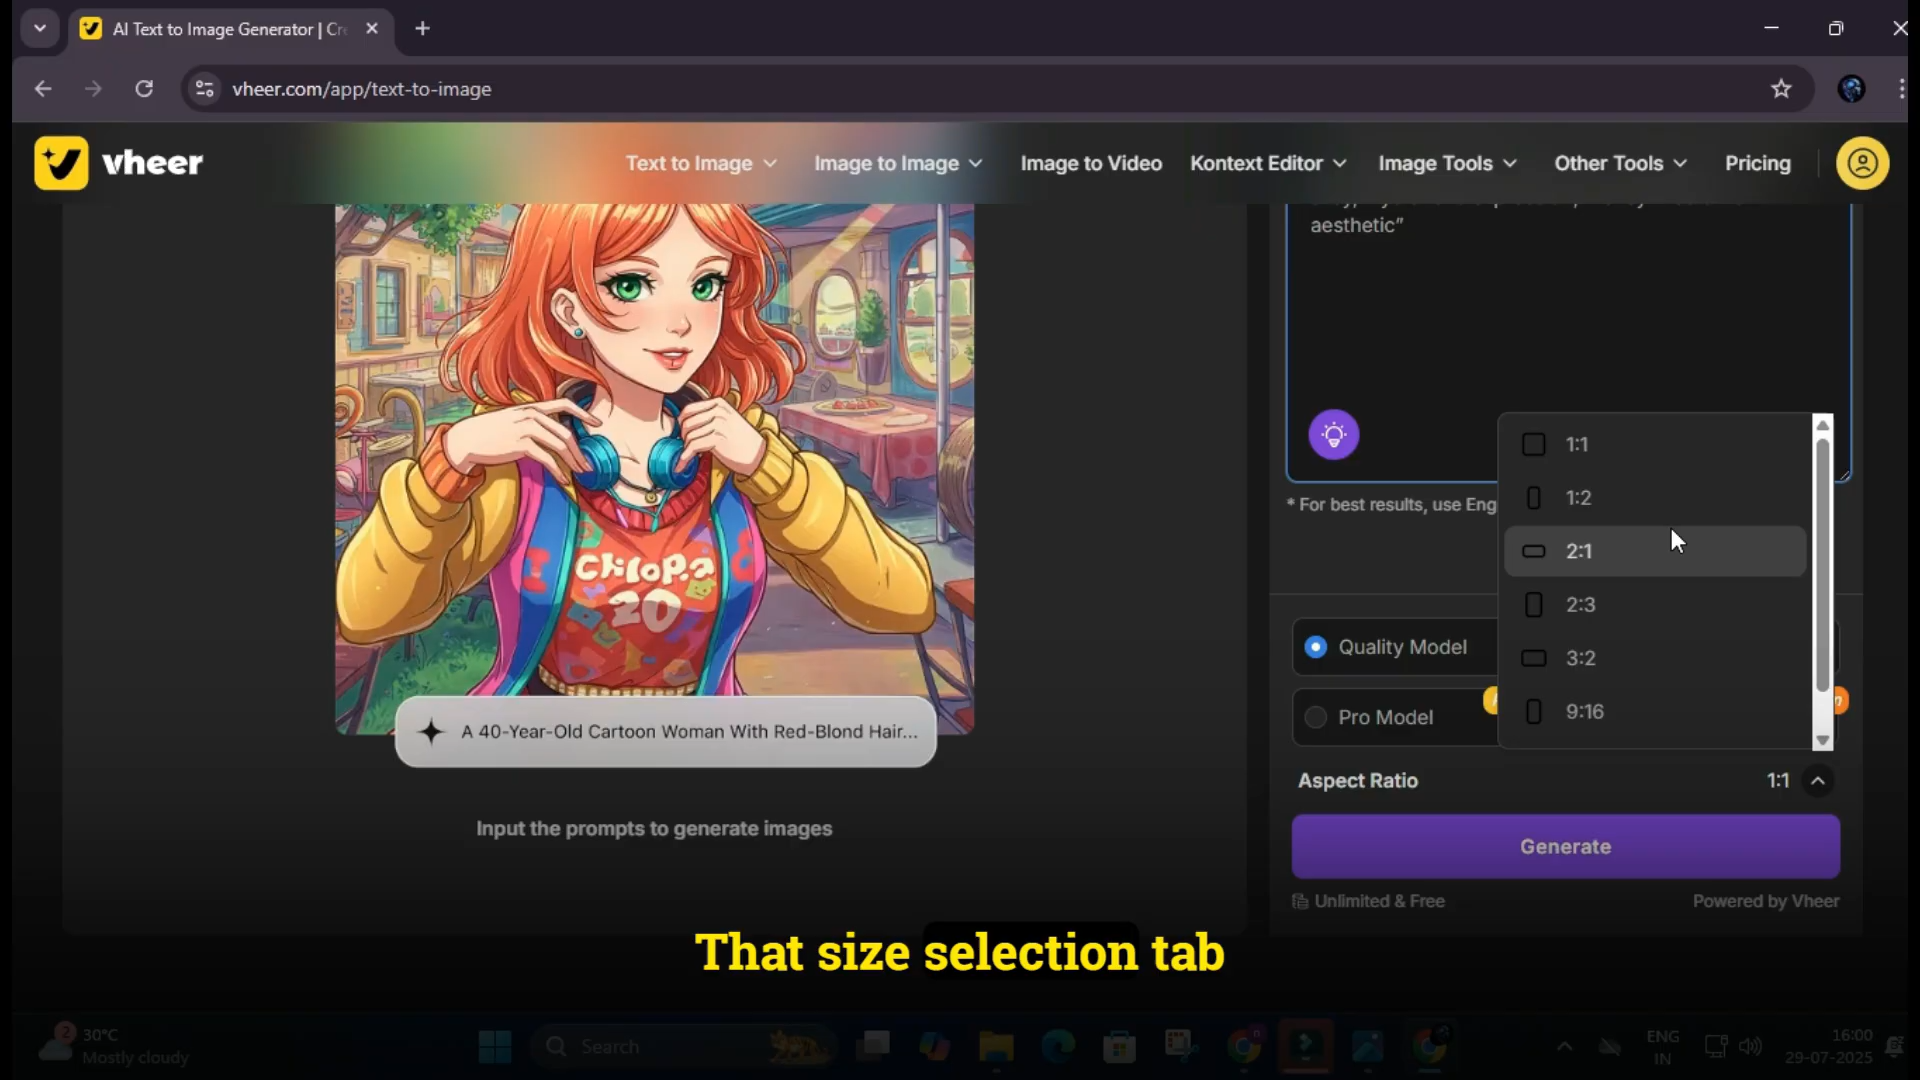 AI Text to Image Generator | Cr
vheer.com/app/text-to-image
vheer
Text to Image
Image to Image
Image to Video
Kontext Editor
Image Tools
Other Tools
Pricing
aesthetic”
1:1
1:2
* For best results, use Eng
2:1
2:3
Quality Model
3:2
Pro Model
9:16
20
A 40-Year-Old Cartoon Woman With Red-Blond Hair...
Input the prompts to generate images
Aspect Ratio
1:1
Generate
Unlimited & Free
Powered by Vheer
That size selection tab
2
30°C
Mostly cloudy
Search
ENG
IN
16:00
29-07-2025